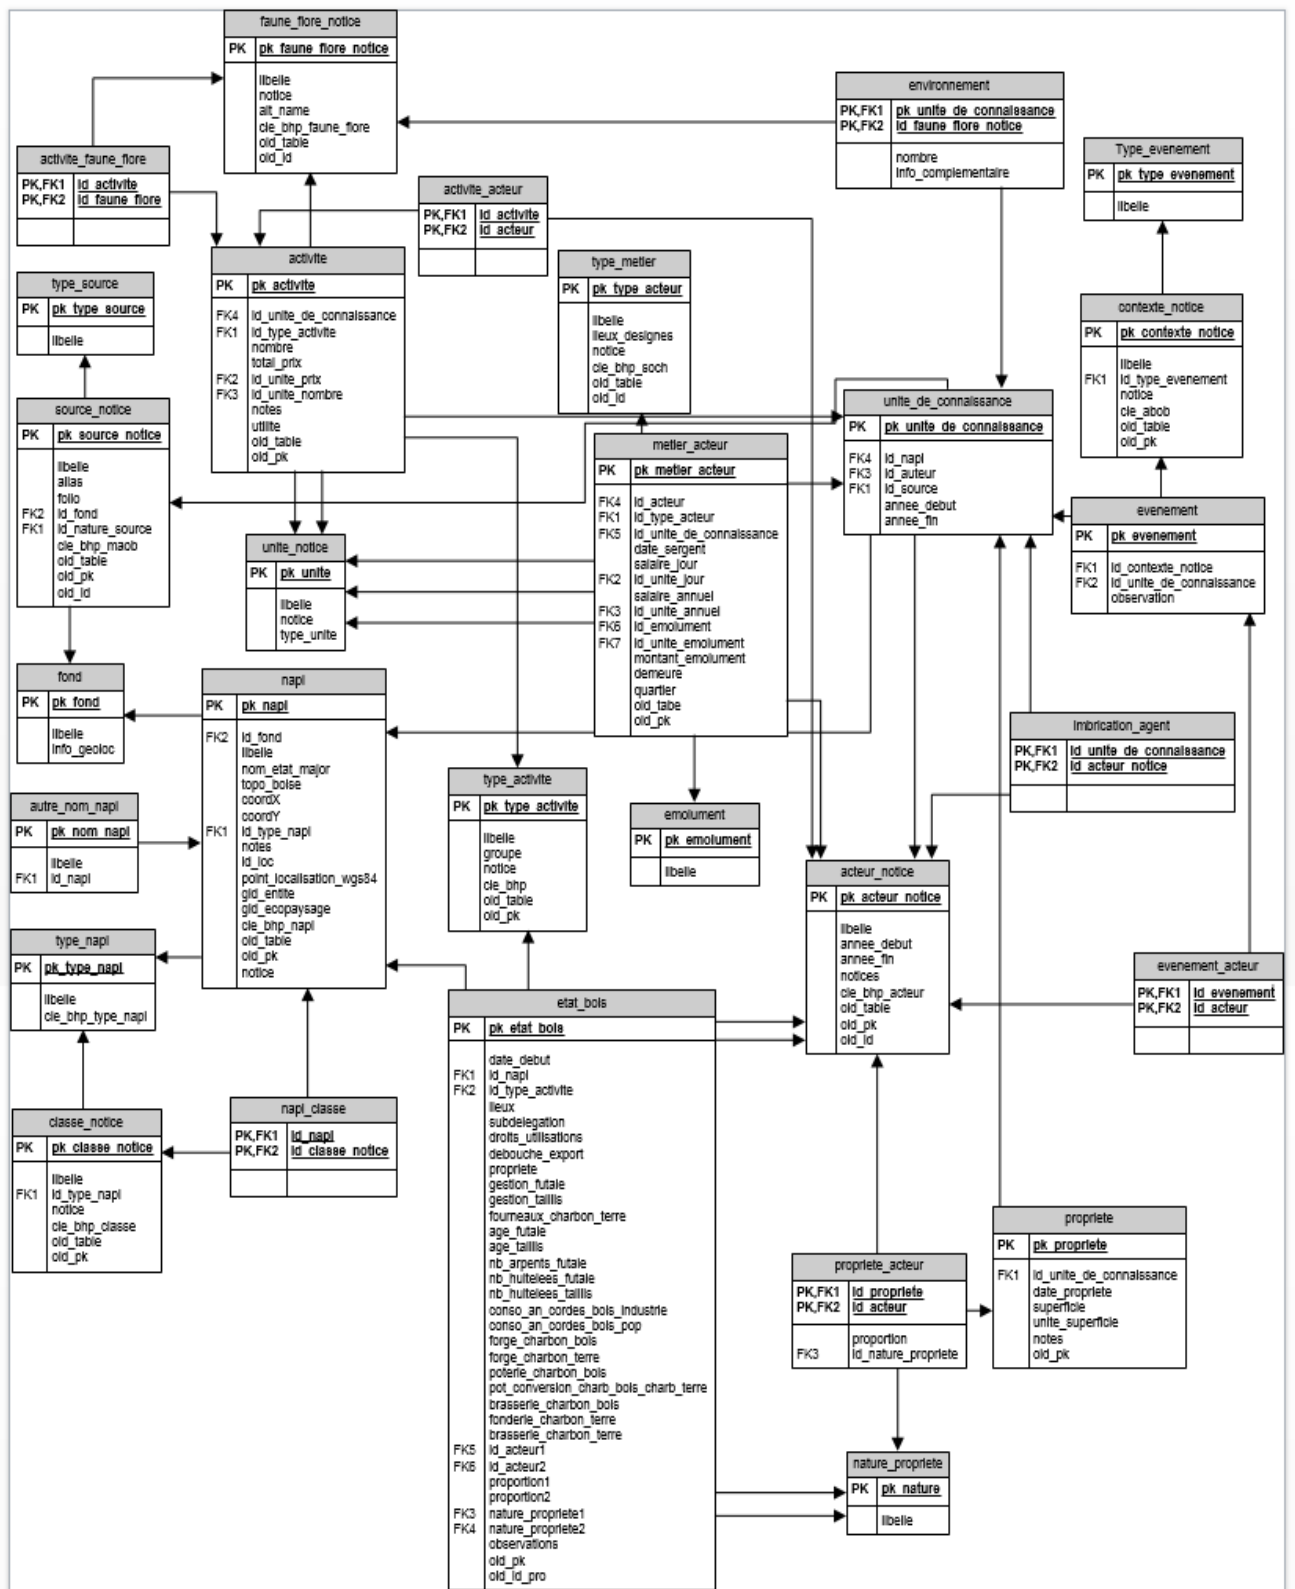 faune_flore_notice
PK pk_faune_flore_notice
libelle
notice
alt_name
cle_bhp_faune_flore
old_table
old_id
environnement
PK,FK1 pk_unite_de_connaissance
PK,FK2 id_faune_flore_notice
nombre
info_complementaire
Type_evenement
PK pk_type_evenement
libelle
activite_faune_flore
PK,FK1 id_activite
PK,FK2 id_faune_flore
activite_acteur
PK,FK1 id_activite
PK,FK2 id_acteur
activite
PK pk_activite
FK4 id_unite_de_connaissance
FK1 id_type_activite
nombre
total_prix
FK2 id_unite_prix
FK3 id_unite_nombre
notes
utilite
old_table
old_pk
type_metier
PK pk_type_acteur
libelle
lieux_designes
notice
cle_bhp_soch
old_table
old_id
type_source
PK pk_type_source
libelle
contexte_notice
PK pk_contexte_notice
libelle
FK1 id_type_evenement
notice
cle_abob
old_table
old_pk
source_notice
PK pk_source_notice
libelle
alias
folio
FK2 id_fond
FK1 id_nature_source
cle_bhp_maob
old_table
old_pk
old_id
unite_de_connaissance
PK pk_unite_de_connaissance
FK4 id_napi
FK3 id_auteur
FK1 id_source
annee_debut
annee_fin
metier_acteur
PK pk_metier_acteur
FK4 id_acteur
FK1 id_type_acteur
FK5 id_unite_de_connaissance
date_sergent
salaire_jour
FK2 id_unite_jour
salaire_annuel
FK3 id_unite_annuel
FK6 id_emolument
FK7 id_unite_emolument
montant_emolument
demeure
quartier
old_tabe
old_pk
evenement
PK pk_evenement
FK1 id_contexte_notice
FK2 id_unite_de_connaissance
observation
unite_notice
PK pk_unite
libelle
notice
type_unite
fond
PK pk_fond
libelle
info_geoloc
napi
PK pk_napi
FK2 id_fond
libelle
nom_etat_major
topo_boise
coordX
coordY
FK1 id_type_napi
notes
id_loc
point_localisation_wgs84
gid_entite
gid_ecopaysage
cle_bhp_napi
old_table
old_pk
notice
imbrication_agent
PK,FK1 id_unite_de_connaissance
PK,FK2 id_acteur_notice
type_activite
PK pk_type_activite
libelle
groupe
notice
cle_bhp
old_table
old_pk
autre_nom_napi
PK pk_nom_napi
libelle
FK1 id_napi
emolument
PK pk_emolument
libelle
acteur_notice
PK pk_acteur_notice
libelle
annee_debut
annee_fin
notices
cle_bhp_acteur
old_table
old_pk
old_id
type_napi
PK pk_type_napi
libelle
cle_bhp_type_napi
evenement_acteur
PK,FK1 id_evenement
PK,FK2 id_acteur
etat_bois
PK pk_etat_bois
date_debut
FK1 id_napi
FK2 id_type_activite
lieux
subdelegation
droits_utilisations
debouche_export
propriete
gestion_futaie
gestion_taillis
fourneaux_charbon_terre
age_futaie
age_taillis
nb_arpents_futaie
nb_huitelees_futaie
nb_huitelees_taillis
conso_an_cordes_bois_industrie
conso_an_cordes_bois_pop
forge_charbon_bois
forge_charbon_terre
poterie_charbon_bois
pot_conversion_charb_bois_charb_terre
brasserie_charbon_bois
fonderie_charbon_terre
brasserie_charbon_terre
FK5 id_acteur1
FK6 id_acteur2
proportion1
proportion2
FK3 nature_propriete1
FK4 nature_propriete2
observations
old_pk
old_id_pro
classe_notice
PK pk_classe_notice
libelle
FK1 id_type_napi
notice
cle_bhp_classe
old_table
old_pk
napi_classe
PK,FK1 id_napi
PK,FK2 id_classe_notice
propriete
PK pk_propriete
FK1 id_unite_de_connaissance
date_propriete
superficie
unite_superficie
notes
old_pk
propriete_acteur
PK,FK1 id_propriete
PK,FK2 id_acteur
proportion
FK3 id_nature_propriete
nature_propriete
PK pk_nature
libelle